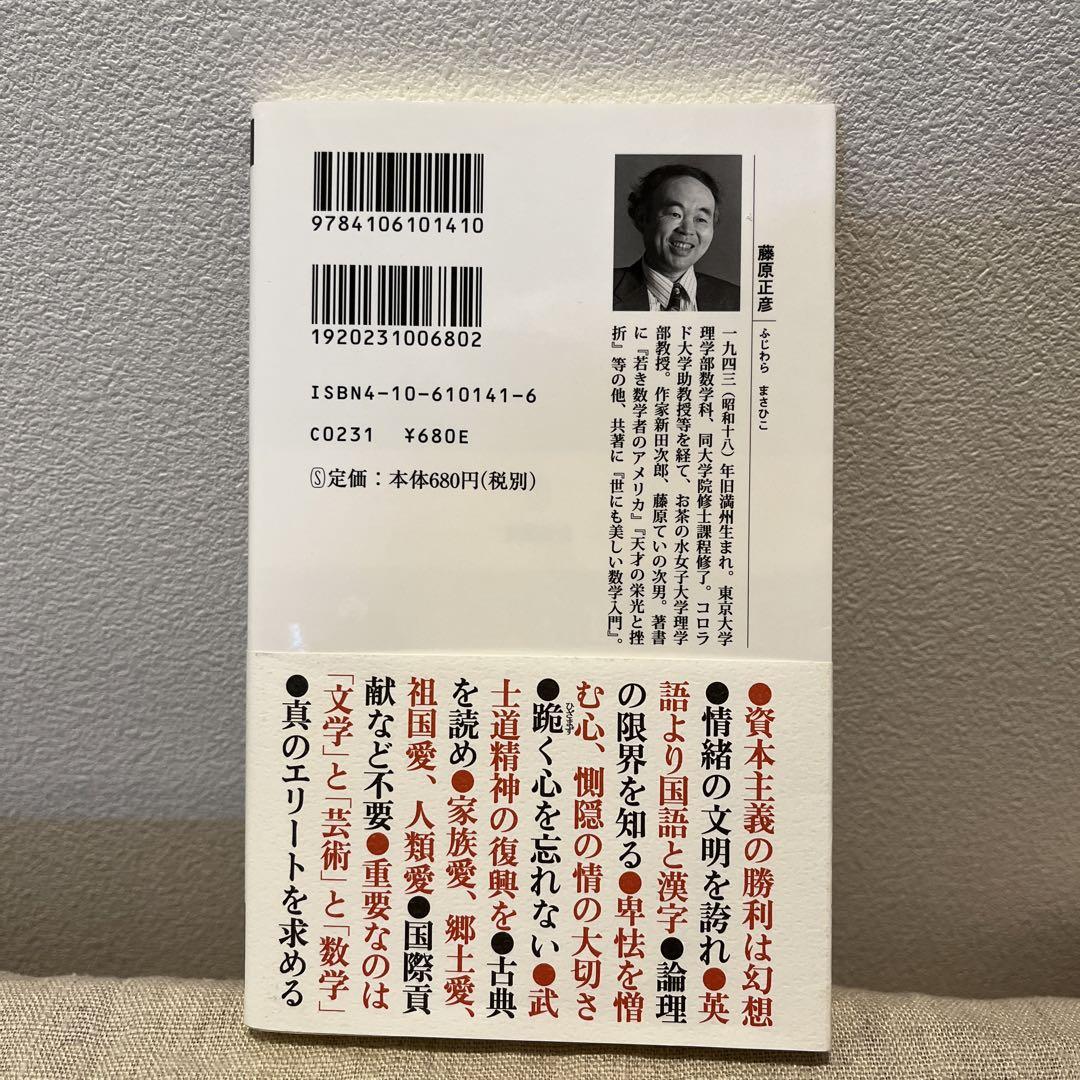 9784106101410
1920231006802
ISBN4-10-610141-6
C0231 ¥680E
Ⓢ定価：本体680円(税別)
藤原正彦 ふじわら まさひこ
一九四三（昭和十八）年旧満州生まれ。東京大学
理学部数学科、同大学院修士課程修了。コロラ
ド大学助教授等を経て、お茶の水女子大学理学
部教授。作家新田次郎、藤原ていの次男。著書
に『若き数学者のアメリカ』『天才の栄光と挫
折』等の他、共著に『世にも美しい数学入門』。
●資本主義の勝利は幻想
●情緒の文明を誇れ●英
語より国語と漢字●論理
の限界を知る●卑怯を憎
む心、惻隠の情の大切さ
●跪く心を忘れない●武
ひざまず
士道精神の復興を●古典
を読め●家族愛、郷土愛、
祖国愛、人類愛●国際貢
献など不要●重要なのは
「文学」と「芸術」と「数学」
●真のエリートを求める